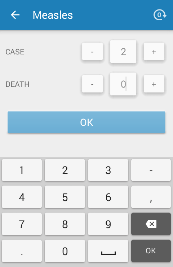 Measles
CASE - 2 +
DEATH - 0 +
OK
1 2 3 -
4 5 6 ,
7 8 9
. 0 OK